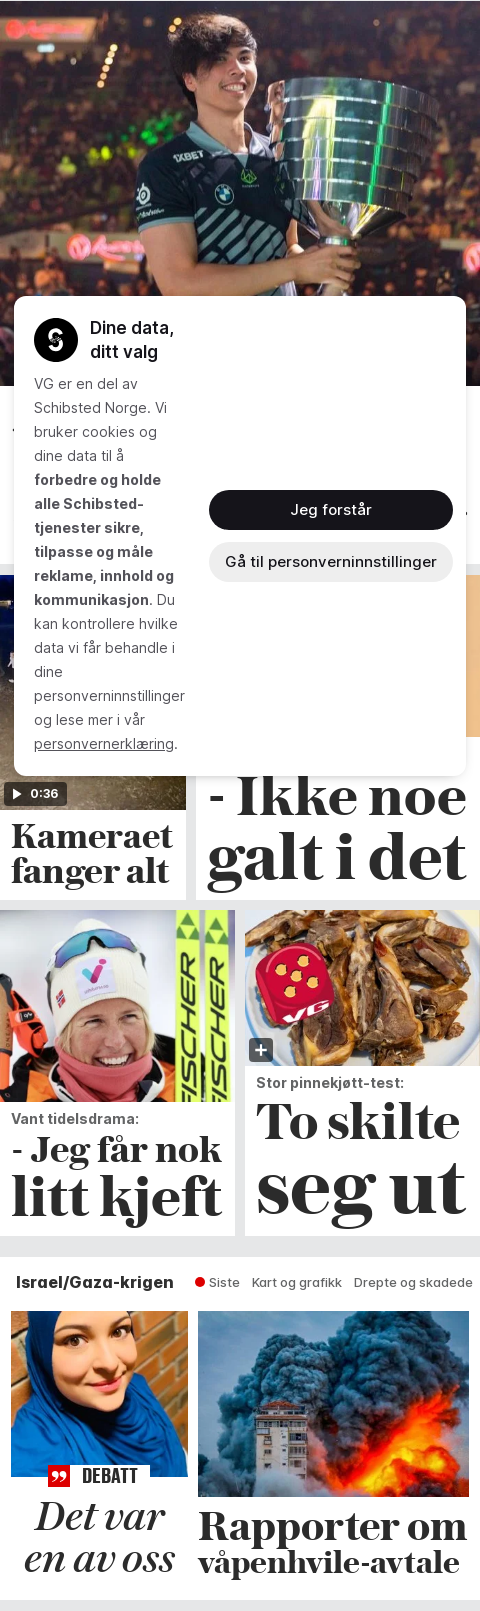 1XBET
Dine data,
ditt valg
VG er en del av
Schibsted Norge. Vi
bruker cookies og
dine data til å
forbedre og holde
alle Schibsted-
tjenester sikre,
tilpasse og måle
reklame, innhold og
kommunikasjon. Du
kan kontrollere hvilke
data vi får behandle i
dine
personverninnstillinger
og lese mer i vår
personvernerklæring.
Jeg forstår
Gå til personverninnstillinger
0:36
Kameraet
fanger alt
- Ikke noe
galt i det
FISCHER
FISCHER
Vant tidelsdrama:
- Jeg får nok
litt kjeft
VG
Stor pinnekjøtt-test:
To skilte
seg ut
Israel/Gaza-krigen
Siste
Kart og grafikk
Drepte og skadede
DEBATT
Det var
en av oss
Rapporter om
våpenhvile-avtale